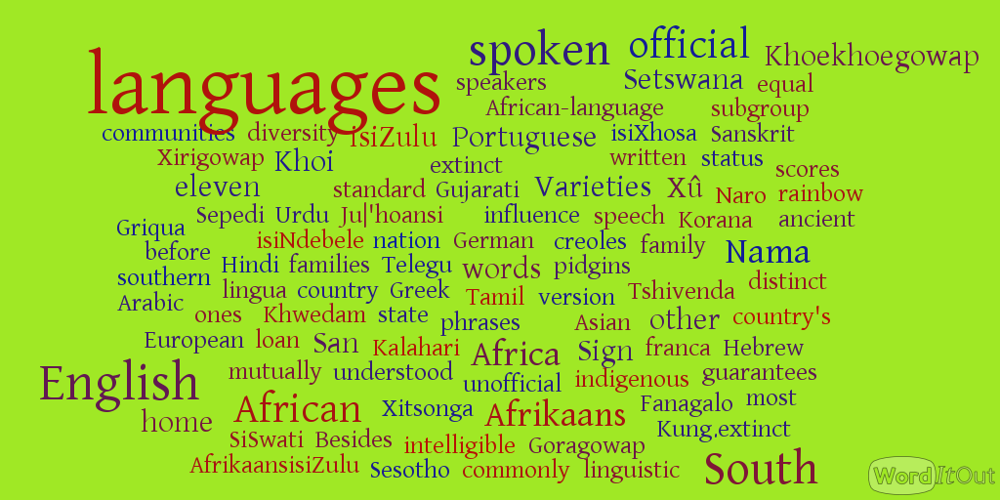 spoken official Khoekhoegowap
languages speakers Setswana equal
African-language subgroup
communities diversity isiZulu Portuguese isiXhosa Sanskrit
Xirigowap Khoi extinct written status scores
eleven standard Gujarati Varieties Xû Naro rainbow
Griqua Sepedi Urdu Ju|'hoansi influence speech Korana ancient
before isiNdebele nation German creoles family Nama
southern Hindi families Telegu words pidgins distinct
Arabic lingua country Greek Tamil version Tshivenda
ones Khwedam state phrases Asian other country's
European loan San Kalahari Africa Sign franca Hebrew
English mutually understood unofficial indigenous guarantees
home African Xitsonga Afrikaans Fanagalo most
Kung.extinct
SiSwati Besides intelligible Goragowap
AfrikaansisiZulu Sesotho commonly linguistic South
WordItOut